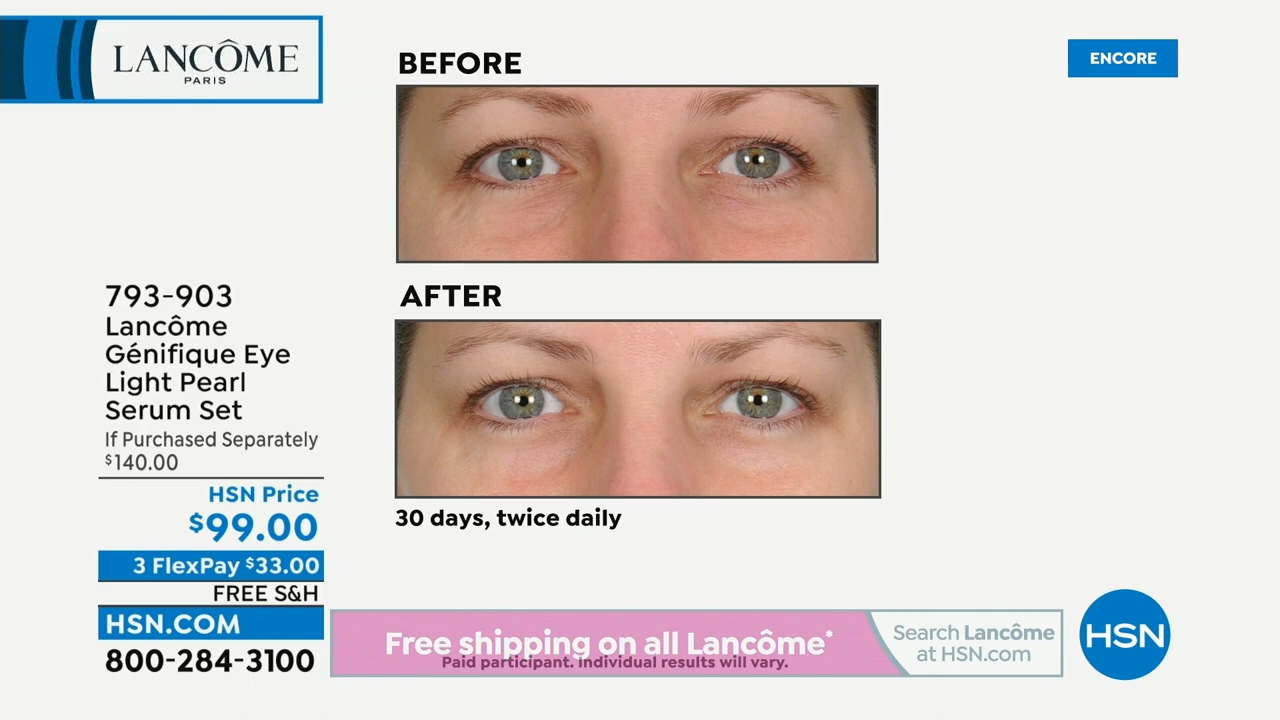 LANCÔME
PARIS
BEFORE
ENCORE
AFTER
793-903
Lancôme
Génifique Eye
Light Pearl
Serum Set
If Purchased Separately
$140.00
HSN Price
$99.00
3 FlexPay $33.00
FREE S&H
HSN.COM
800-284-3100
30 days, twice daily
Free shipping on all Lancôme*
Paid participant. Individual results will vary.
Search Lancôme
at HSN.com
HSN